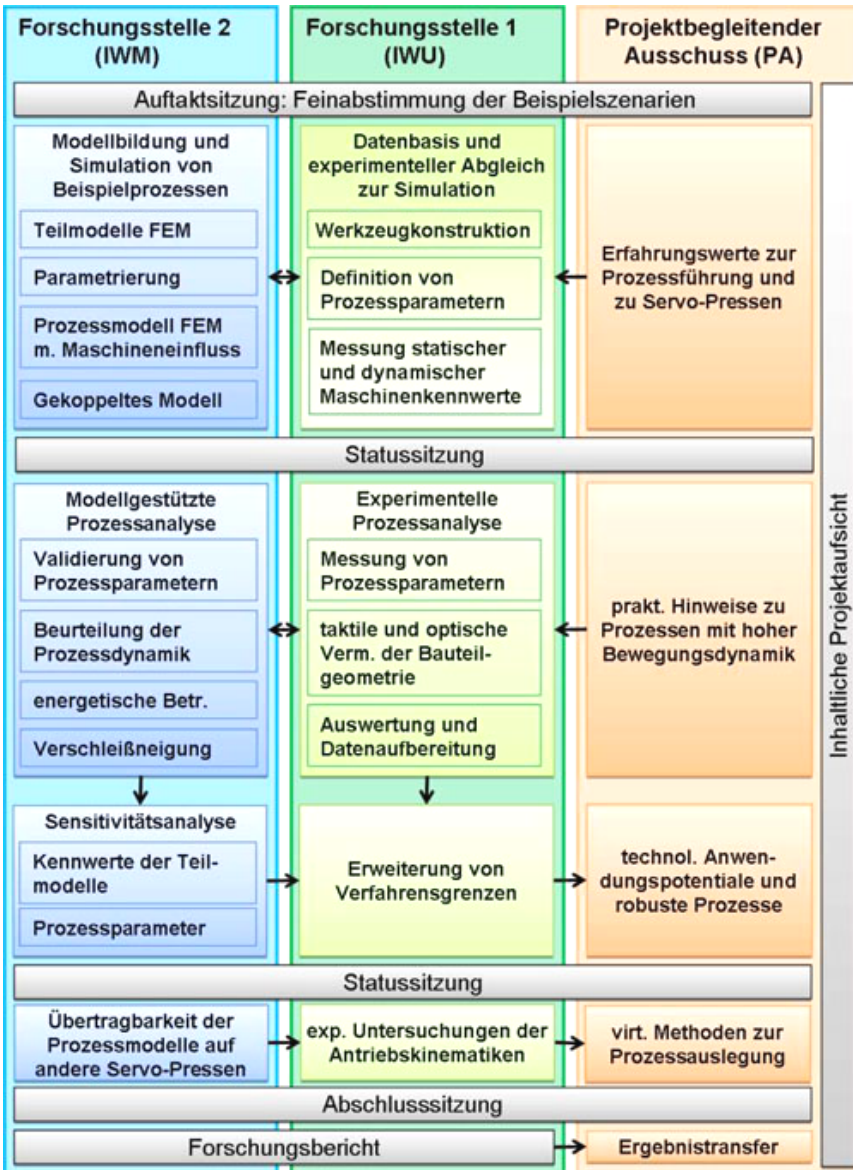 Forschungsstelle 2
(IWM)
Forschungsstelle 1
(IWU)
Projektbegleitender
Ausschuss (PA)
Auftaktsitzung: Feinabstimmung der Beispielszenarien
Modellbildung und
Simulation von
Beispielprozessen
Teilmodelle FEM
Parametrierung
Prozessmodell FEM
m. Maschineneinfluss
Gekoppeltes Modell
Datenbasis und
experimenteller Abgleich
zur Simulation
Werkzeugkonstruktion
Definition von
Prozessparametern
Messung statischer
und dynamischer
Maschinenkennwerte
Erfahrungswerte zur
Prozessführung und
zu Servo-Pressen
Statussitzung
Modellgestützte
Prozessanalyse
Validierung von
Prozessparametern
Beurteilung der
Prozessdynamik
energetische Betr.
Verschleißneigung
Experimentelle
Prozessanalyse
Messung von
Prozessparametern
taktile und optische
Verm. der Bauteil-
geometrie
Auswertung und
Datenaufbereitung
prakt. Hinweise zu
Prozessen mit hoher
Bewegungsdynamik
Sensitivitätsanalyse
Kennwerte der Teil-
modelle
Prozessparameter
Erweiterung von
Verfahrensgrenzen
technol. Anwen-
dungspotentiale und
robuste Prozesse
Statussitzung
Übertragbarkeit der
Prozessmodelle auf
andere Servo-Pressen
exp. Untersuchungen der
Antriebskinematiken
virt. Methoden zur
Prozessauslegung
Abschlusssitzung
Forschungsbericht
Ergebnistransfer
Inhaltliche Projektaufsicht